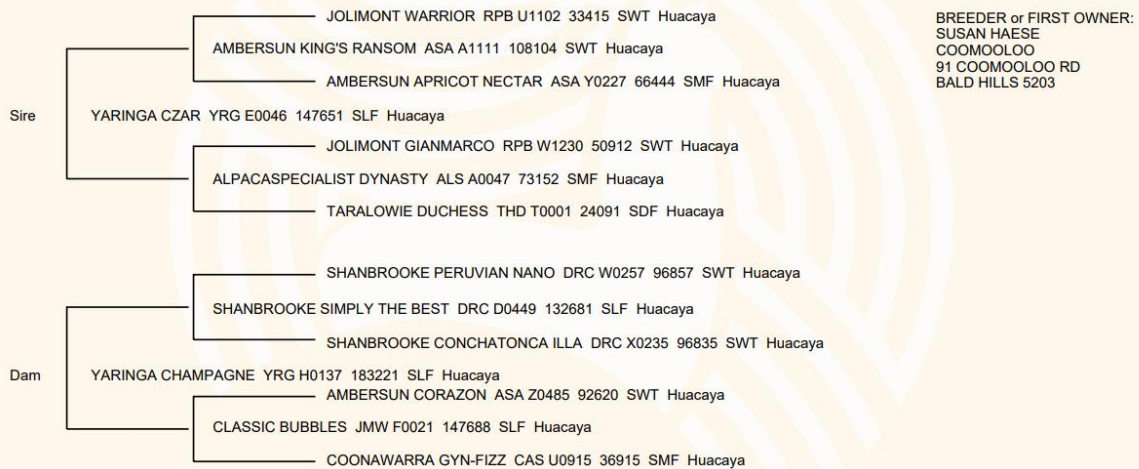 JOLIMONT WARRIOR RPB U1102 33415 SWT Huacaya
AMBERSUN KING'S RANSOM ASA A1111 108104 SWT Huacaya
AMBERSUN APRICOT NECTAR ASA Y0227 66444 SMF Huacaya
Sire
YARINGA CZAR YRG E0046 147651 SLF Huacaya
JOLIMONT GIANMARCO RPB W1230 50912 SWT Huacaya
ALPACASPECIALIST DYNASTY ALS A0047 73152 SMF Huacaya
TARALOWIE DUCHESS THD T0001 24091 SDF Huacaya
SHANBROOKE PERUVIAN NANO DRC W0257 96857 SWT Huacaya
SHANBROOKE SIMPLY THE BEST DRC D0449 132681 SLF Huacaya
SHANBROOKE CONCHATONCA ILLA DRC X0235 96835 SWT Huacaya
Dam
YARINGA CHAMPAGNE YRG H0137 183221 SLF Huacaya
AMBERSUN CORAZON ASA Z0485 92620 SWT Huacaya
CLASSIC BUBBLES JMW F0021 147688 SLF Huacaya
COONAWARRA GYN-FIZZ CAS U0915 36915 SMF Huacaya
BREEDER or FIRST OWNER:
SUSAN HAESE
COOMOOLOO
91 COOMOOLOO RD
BALD HILLS 5203